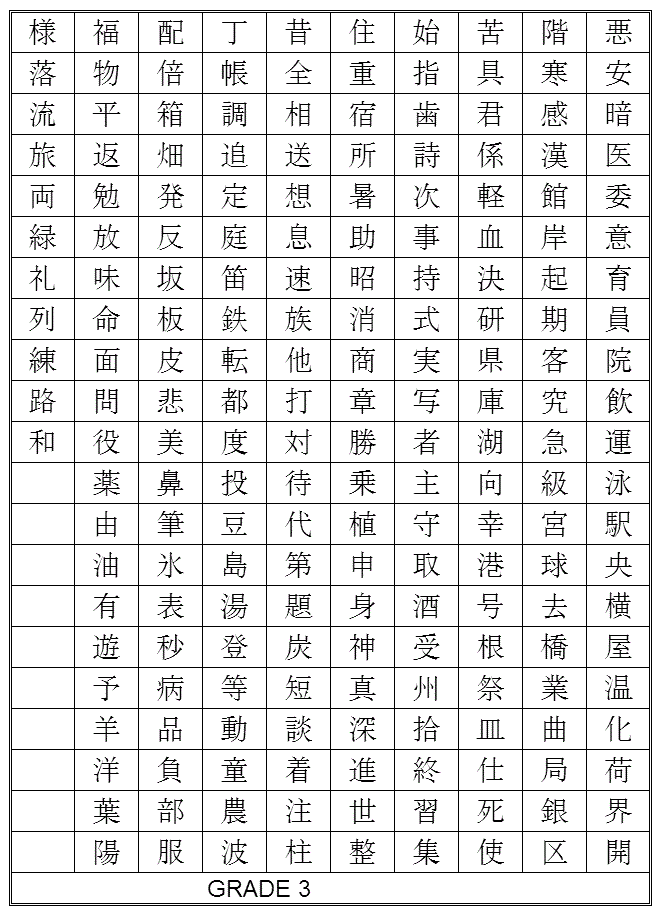 悪安暗医委意育員院飲運泳駅央横屋温化荷界開
階寒感漢館岸起期客究急級宮球去橋業曲局銀区
苦具君係軽血決研県庫湖向幸港号根祭皿仕死使
始指歯詩次事持式実写者主守取酒受州拾終習集
住重宿所暑助昭消商章勝乗植申身神真深進世整
昔全相送想息速族他打対待代第題炭短談着注柱
丁帳調追定庭笛鉄転都度投豆島湯登等動童農波
配倍箱畑発反坂板皮悲美鼻筆氷表秒病品負部服
福物平返勉放味命面問役薬由油有遊予羊洋葉陽
様落流旅両緑礼列練路和
GRADE 3